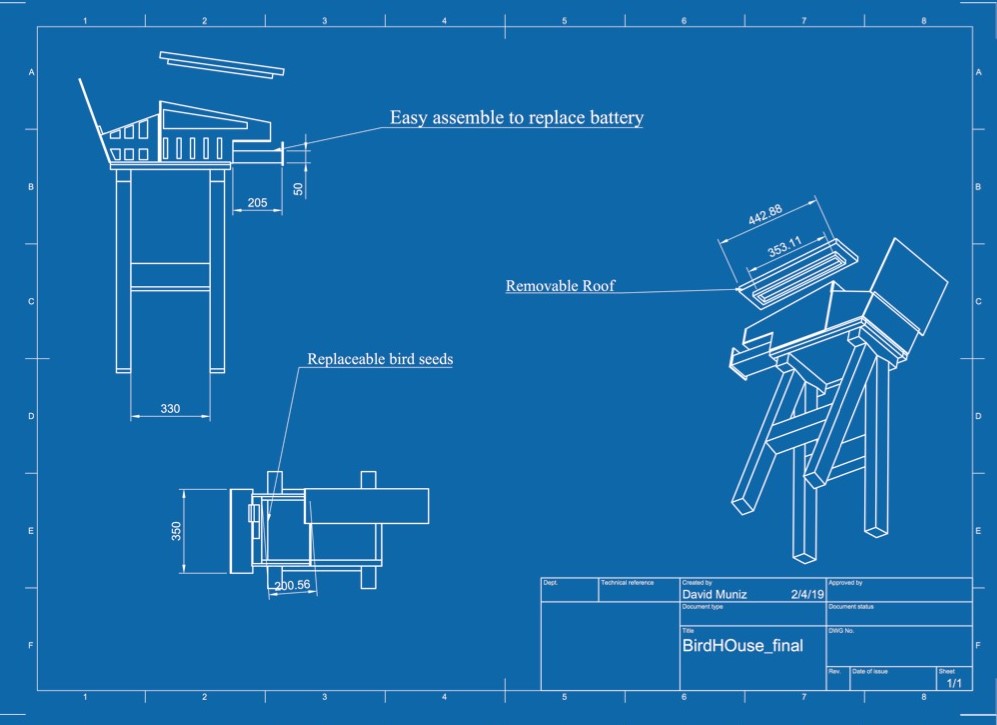 1 2 3 4 5 6 7 8
A A
Easy assemble to replace battery
B B
50
205
442.88
353.11
Removable Roof
C C
Replaceable bird seeds
330
D D
350
E E
200.56
Dept. Technical reference Created by Approved by
David Muniz 2/4/19
Document type Document status
Title DWG No.
BirdHOuse_final
F F
Rev. Date of issue Sheet
1/1
1 2 3 4 5 6 7 8